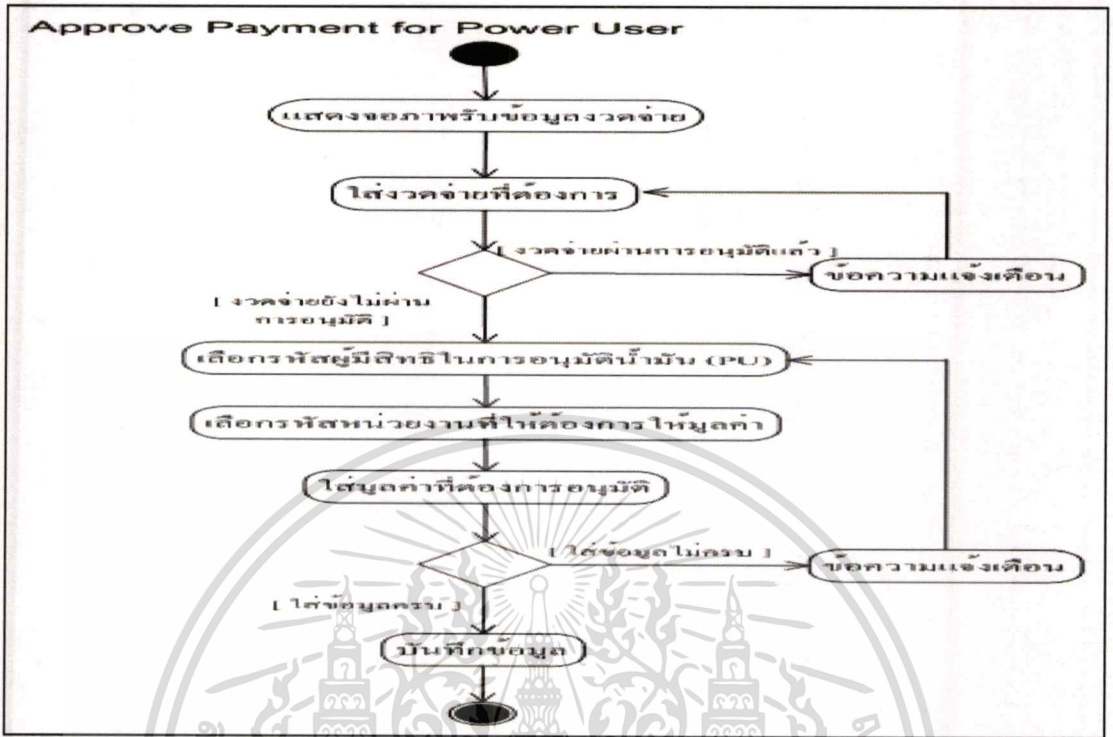 Approve Payment for Power User
แสดงจอภาพรับข้อมูลงวดจ่าย
ใส่งวดจ่ายที่ต้องการ
[ งวดจ่ายผ่านการอนุมัติแล้ว ]
ข้อความแจ้งเตือน
[ งวดจ่ายยังไม่ผ่าน
การอนุมัติ ]
เลือกรหัสผู้มีสิทธิในการอนุมัติน้ำมัน (PU)
เลือกรหัสหน่วยงานที่ให้ต้องการให้มูลค่า
ใส่มูลค่าที่ต้องการอนุมัติ
[ ใส่ข้อมูลไม่ครบ ]
ข้อความแจ้งเตือน
[ ใส่ข้อมูลครบ ]
บันทึกข้อมูล